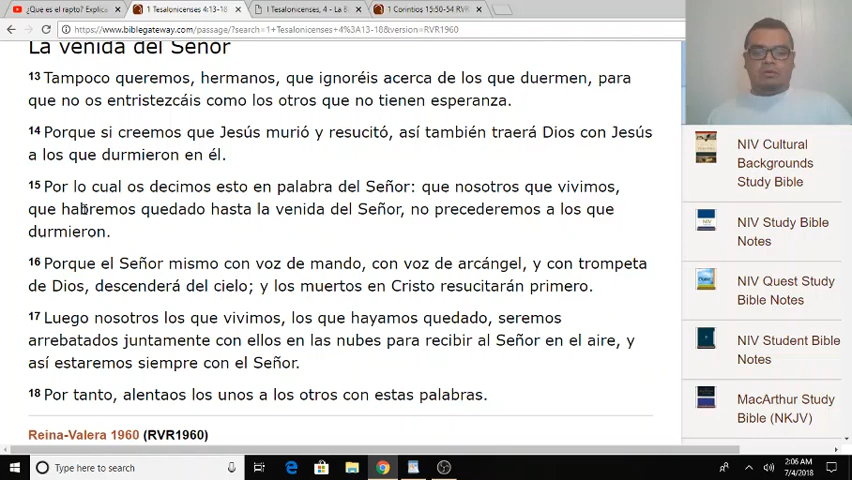 ¿Que es el rapto? Explica
1 Tesalonicenses 4:13-18
I Tesalonicenses, 4 - La B
1 Corintios 15:50-54 RVR
https://www.biblegateway.com/passage/?search=1+Tesalonicenses+4%3A13-18&version=RVR1960
La venida del Señor
13 Tampoco queremos, hermanos, que ignoréis acerca de los que duermen, para
que no os entristezcáis como los otros que no tienen esperanza.
14 Porque si creemos que Jesús murió y resucitó, así también traerá Dios con Jesús
a los que durmieron en él.
15 Por lo cual os decimos esto en palabra del Señor: que nosotros que vivimos,
que habremos quedado hasta la venida del Señor, no precederemos a los que
durmieron.
16 Porque el Señor mismo con voz de mando, con voz de arcángel, y con trompeta
de Dios, descenderá del cielo; y los muertos en Cristo resucitarán primero.
17 Luego nosotros los que vivimos, los que hayamos quedado, seremos
arrebatados juntamente con ellos en las nubes para recibir al Señor en el aire, y
así estaremos siempre con el Señor.
18 Por tanto, alentaos los unos a los otros con estas palabras.
Reina-Valera 1960 (RVR1960)
NIV Cultural
Backgrounds
Study Bible
NIV Study Bible
Notes
NIV Quest Study
Bible Notes
NIV Student Bible
Notes
MacArthur Study
Bible (NKJV)
Type here to search
2:06 AM
7/4/2018